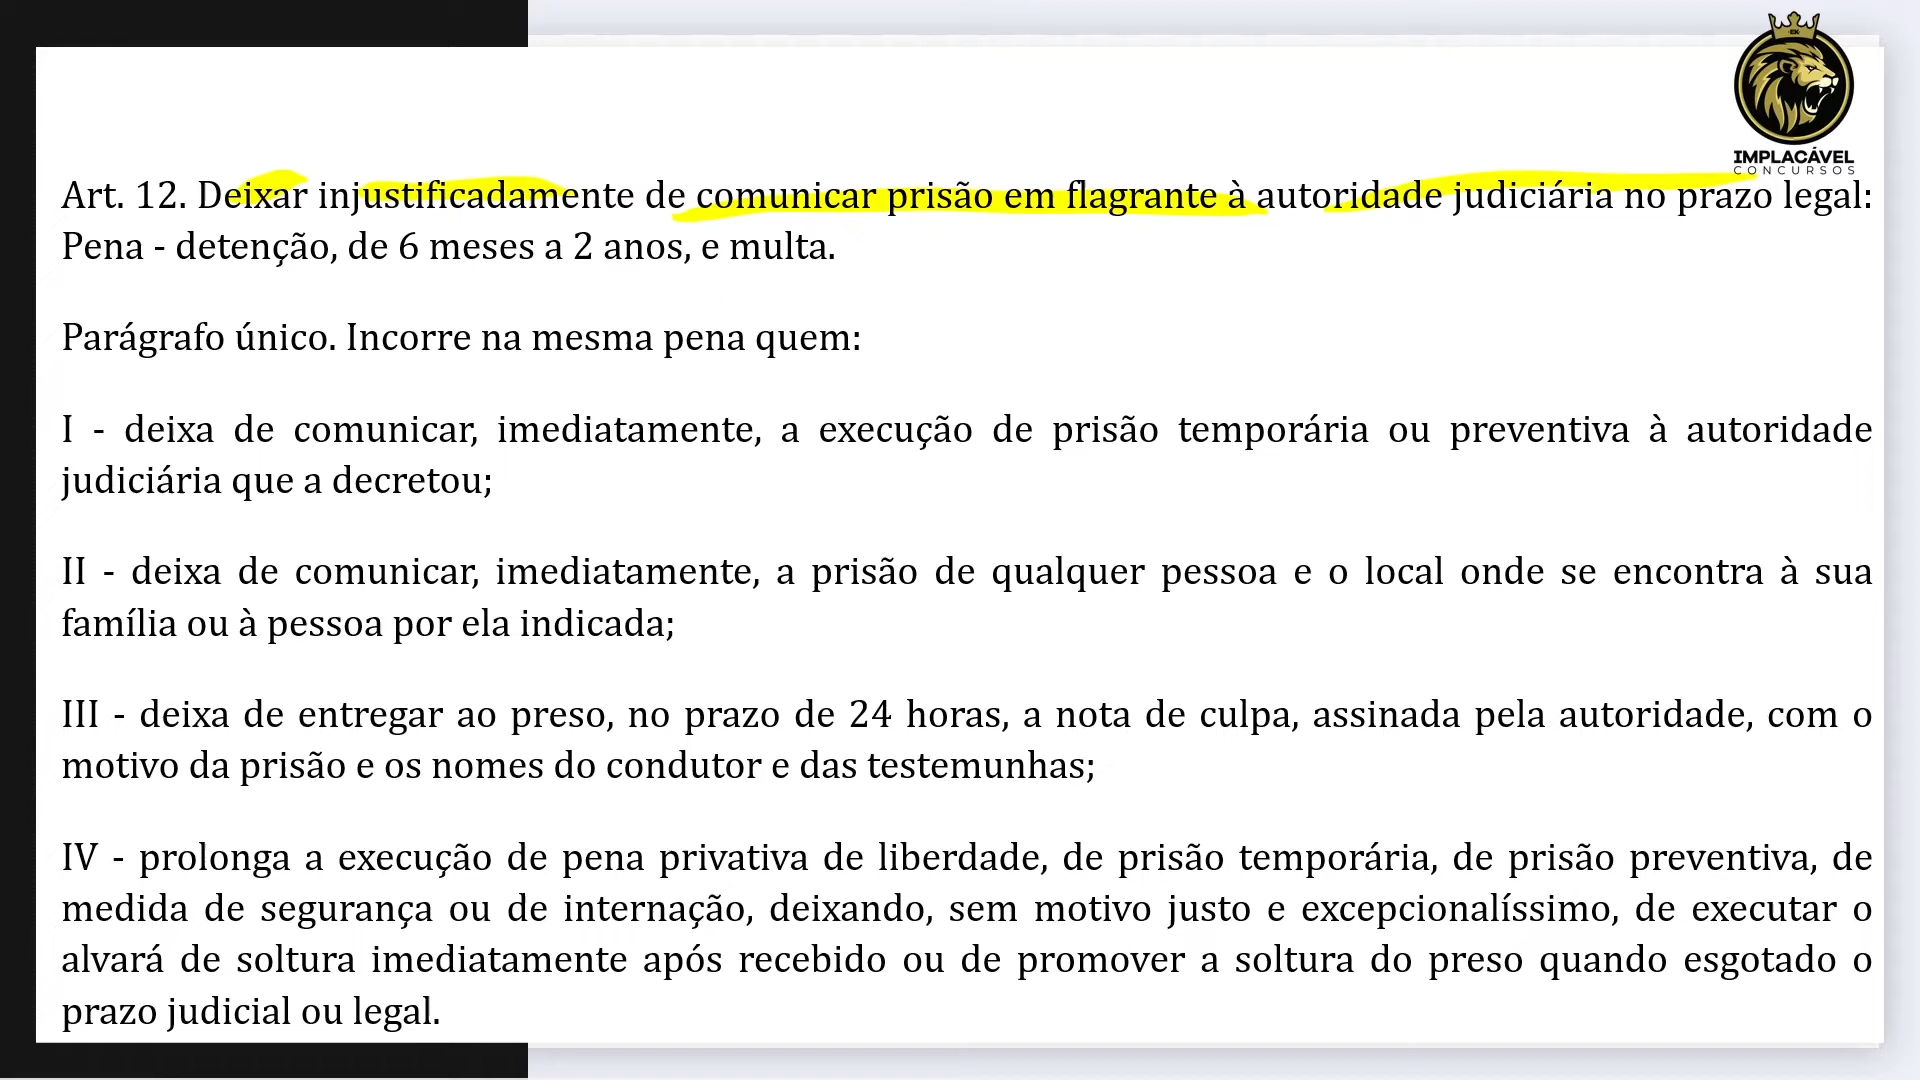 EK
IMPLACÁVEL
CONCURSOS
Art. 12. Deixar injustificadamente de comunicar prisão em flagrante à autoridade judiciária no prazo legal:
Pena - detenção, de 6 meses a 2 anos, e multa.
Parágrafo único. Incorre na mesma pena quem:
I - deixa de comunicar, imediatamente, a execução de prisão temporária ou preventiva à autoridade
judiciária que a decretou;
II - deixa de comunicar, imediatamente, a prisão de qualquer pessoa e o local onde se encontra à sua
família ou à pessoa por ela indicada;
III - deixa de entregar ao preso, no prazo de 24 horas, a nota de culpa, assinada pela autoridade, com o
motivo da prisão e os nomes do condutor e das testemunhas;
IV - prolonga a execução de pena privativa de liberdade, de prisão temporária, de prisão preventiva, de
medida de segurança ou de internação, deixando, sem motivo justo e excepcionalíssimo, de executar o
alvará de soltura imediatamente após recebido ou de promover a soltura do preso quando esgotado o
prazo judicial ou legal.